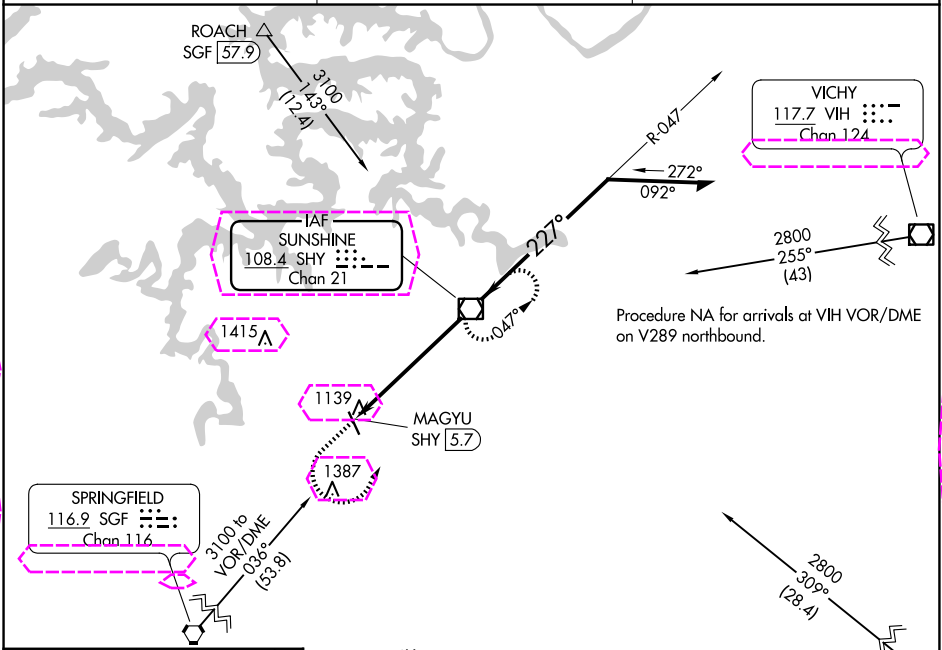 ROACH
SGF 57.9
3100
143°
(12.4)
R-047
272°
092°
VICHY
117.7 VIH
Chan 124
IAF
SUNSHINE
108.4 SHY
Chan 21
227°
047°
2800
255°
(43)
Procedure NA for arrivals at VIH VOR/DME
on V289 northbound.
1415
1139
MAGYU
SHY 5.7
1387
SPRINGFIELD
116.9 SGF
Chan 116
3100 to
VOR/DME
036°
(53.8)
2800
309°
(28.4)